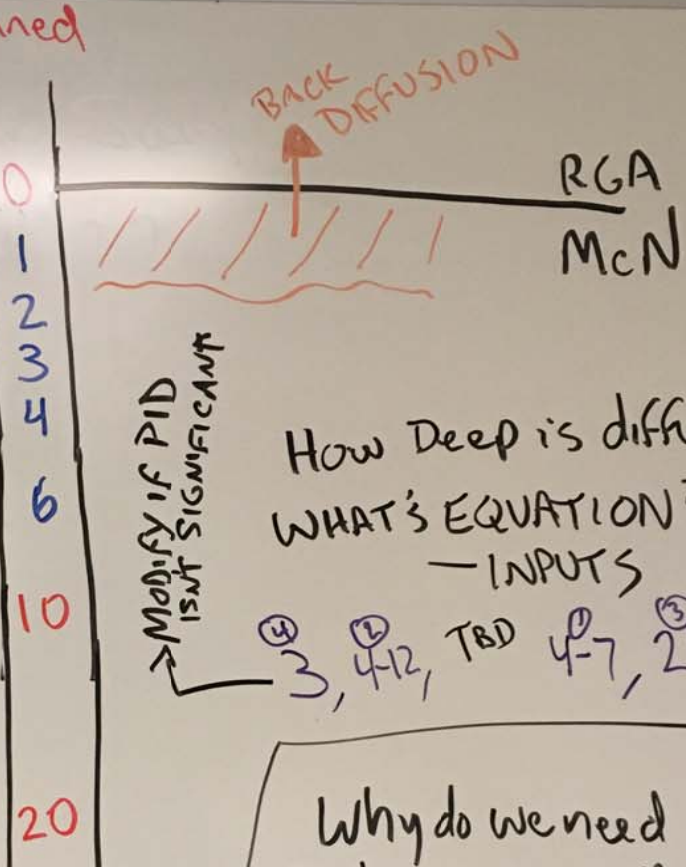 ned
BACK
DIFFUSION
0
RGA
1
McN
2
3
4
6
10
20
MODIFY IF PID
ISNT SIGNIFICANT
How Deep is diffu
WHAT'S EQUATION?
— INPUTS
④ ② ① ③
3, 4-12, TBD 4-7, 2
Why do we need